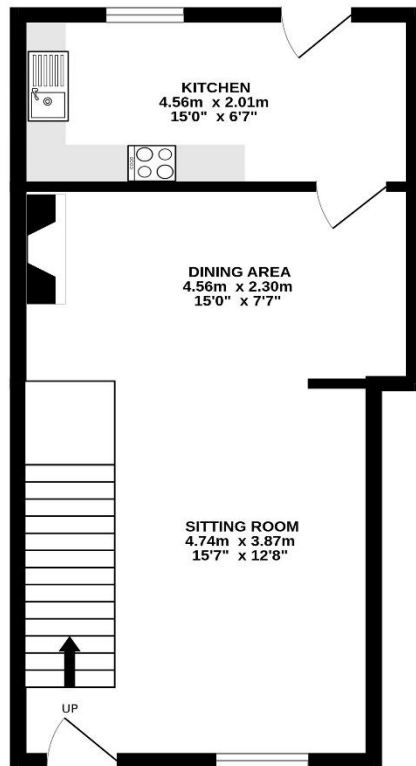 KITCHEN
4.56m x 2.01m
15'0" x 6'7"
DINING AREA
4.56m x 2.30m
15'0" x 7'7"
SITTING ROOM
4.74m x 3.87m
15'7" x 12'8"
UP